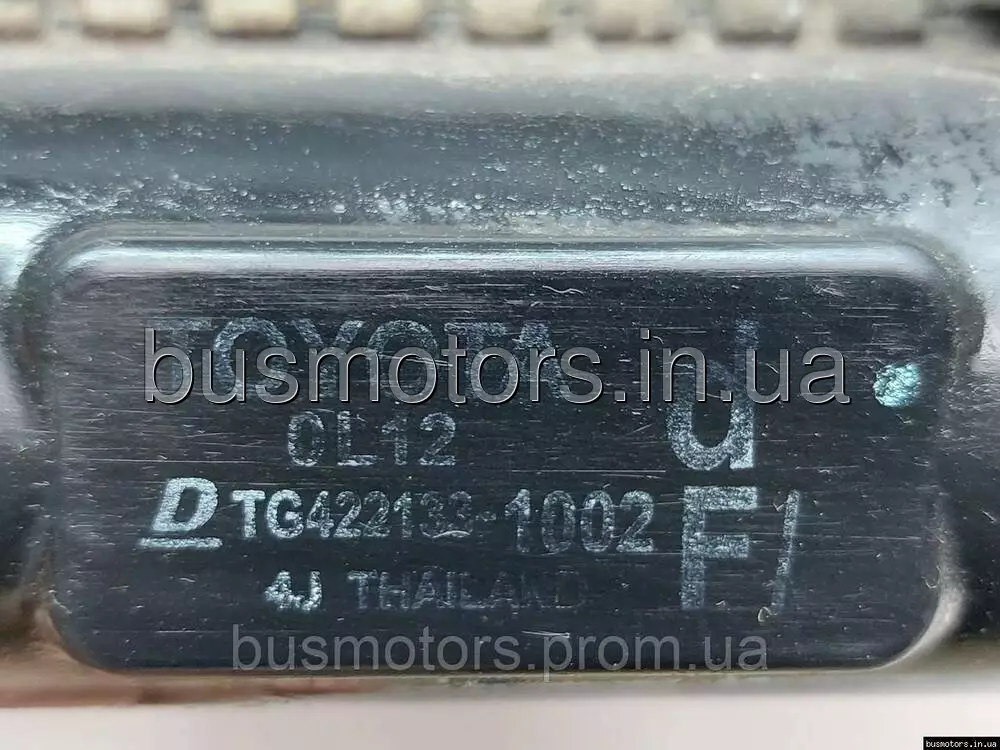 TOYOTA
busmotors.in.ua
d
0L12
D TG422133-1002
F/
4J THAILAND
busmotors.prom.ua
busmotors.in.ua